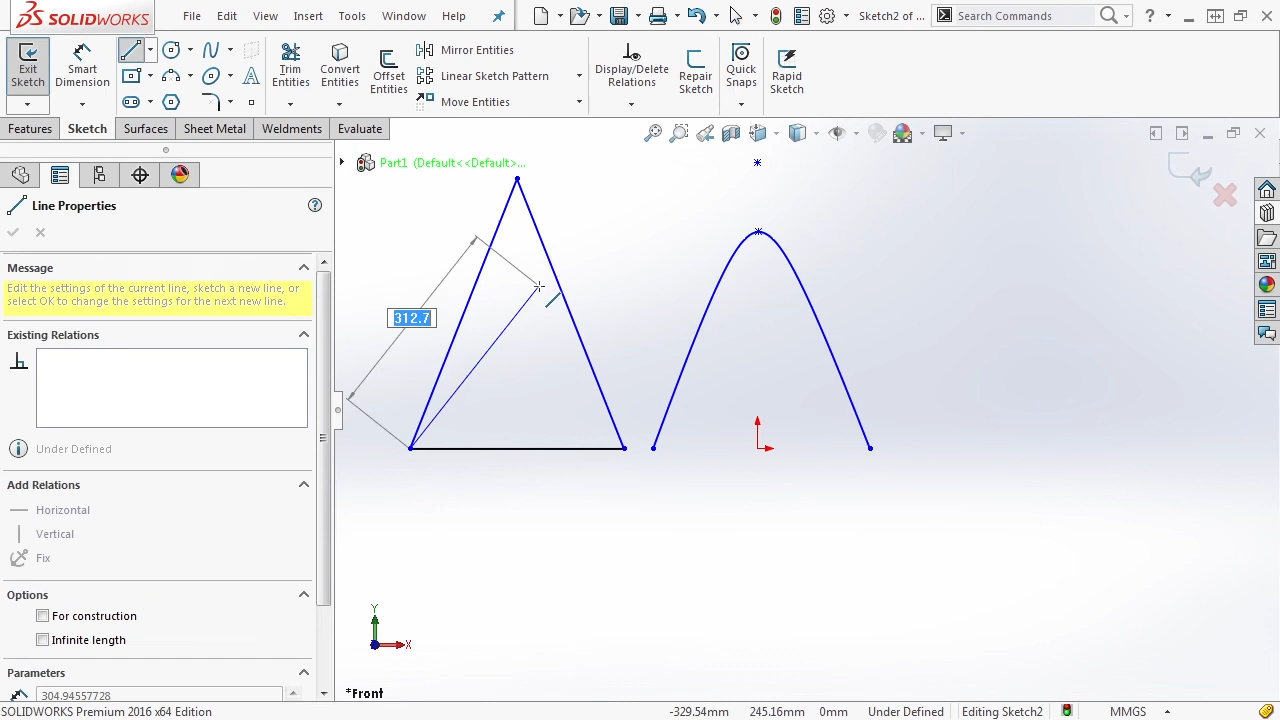 SOLIDWORKS
File Edit View Insert Tools Window Help
Sketch2 of ...
Search Commands
Exit Sketch
Smart Dimension
Trim Entities
Convert Entities
Offset Entities
Mirror Entities
Linear Sketch Pattern
Move Entities
Display/Delete Relations
Repair Sketch
Quick Snaps
Rapid Sketch
Features Sketch Surfaces Sheet Metal Weldments Evaluate
Part1 (Default<<Default>...
Line Properties
Message
Edit the settings of the current line, sketch a new line, or
select OK to change the settings for the next new line.
Existing Relations
312.7
Under Defined
Add Relations
Horizontal
Vertical
Fix
Options
For construction
Infinite length
Parameters
304.94557728
Y
X
*Front
SOLIDWORKS Premium 2016 x64 Edition
-329.54mm 245.16mm 0mm Under Defined Editing Sketch2 MMGS